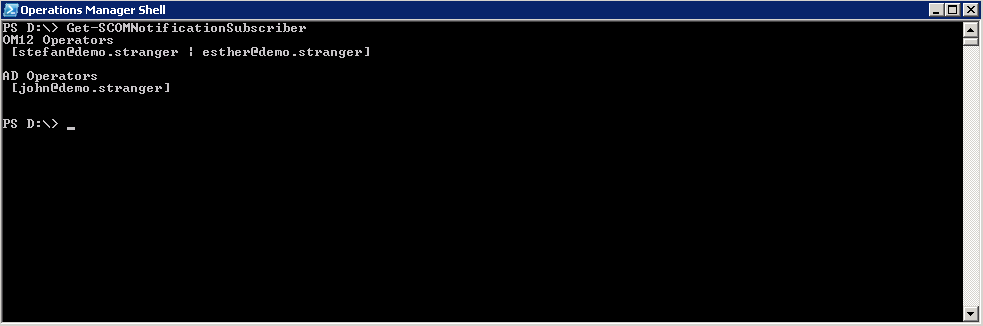 Operations Manager Shell
PS D:\> Get-SCOMNotificationSubscriber
OM12 Operators
[stefan@demo.stranger | esther@demo.stranger]
AD Operators
[john@demo.stranger]
PS D:\> _